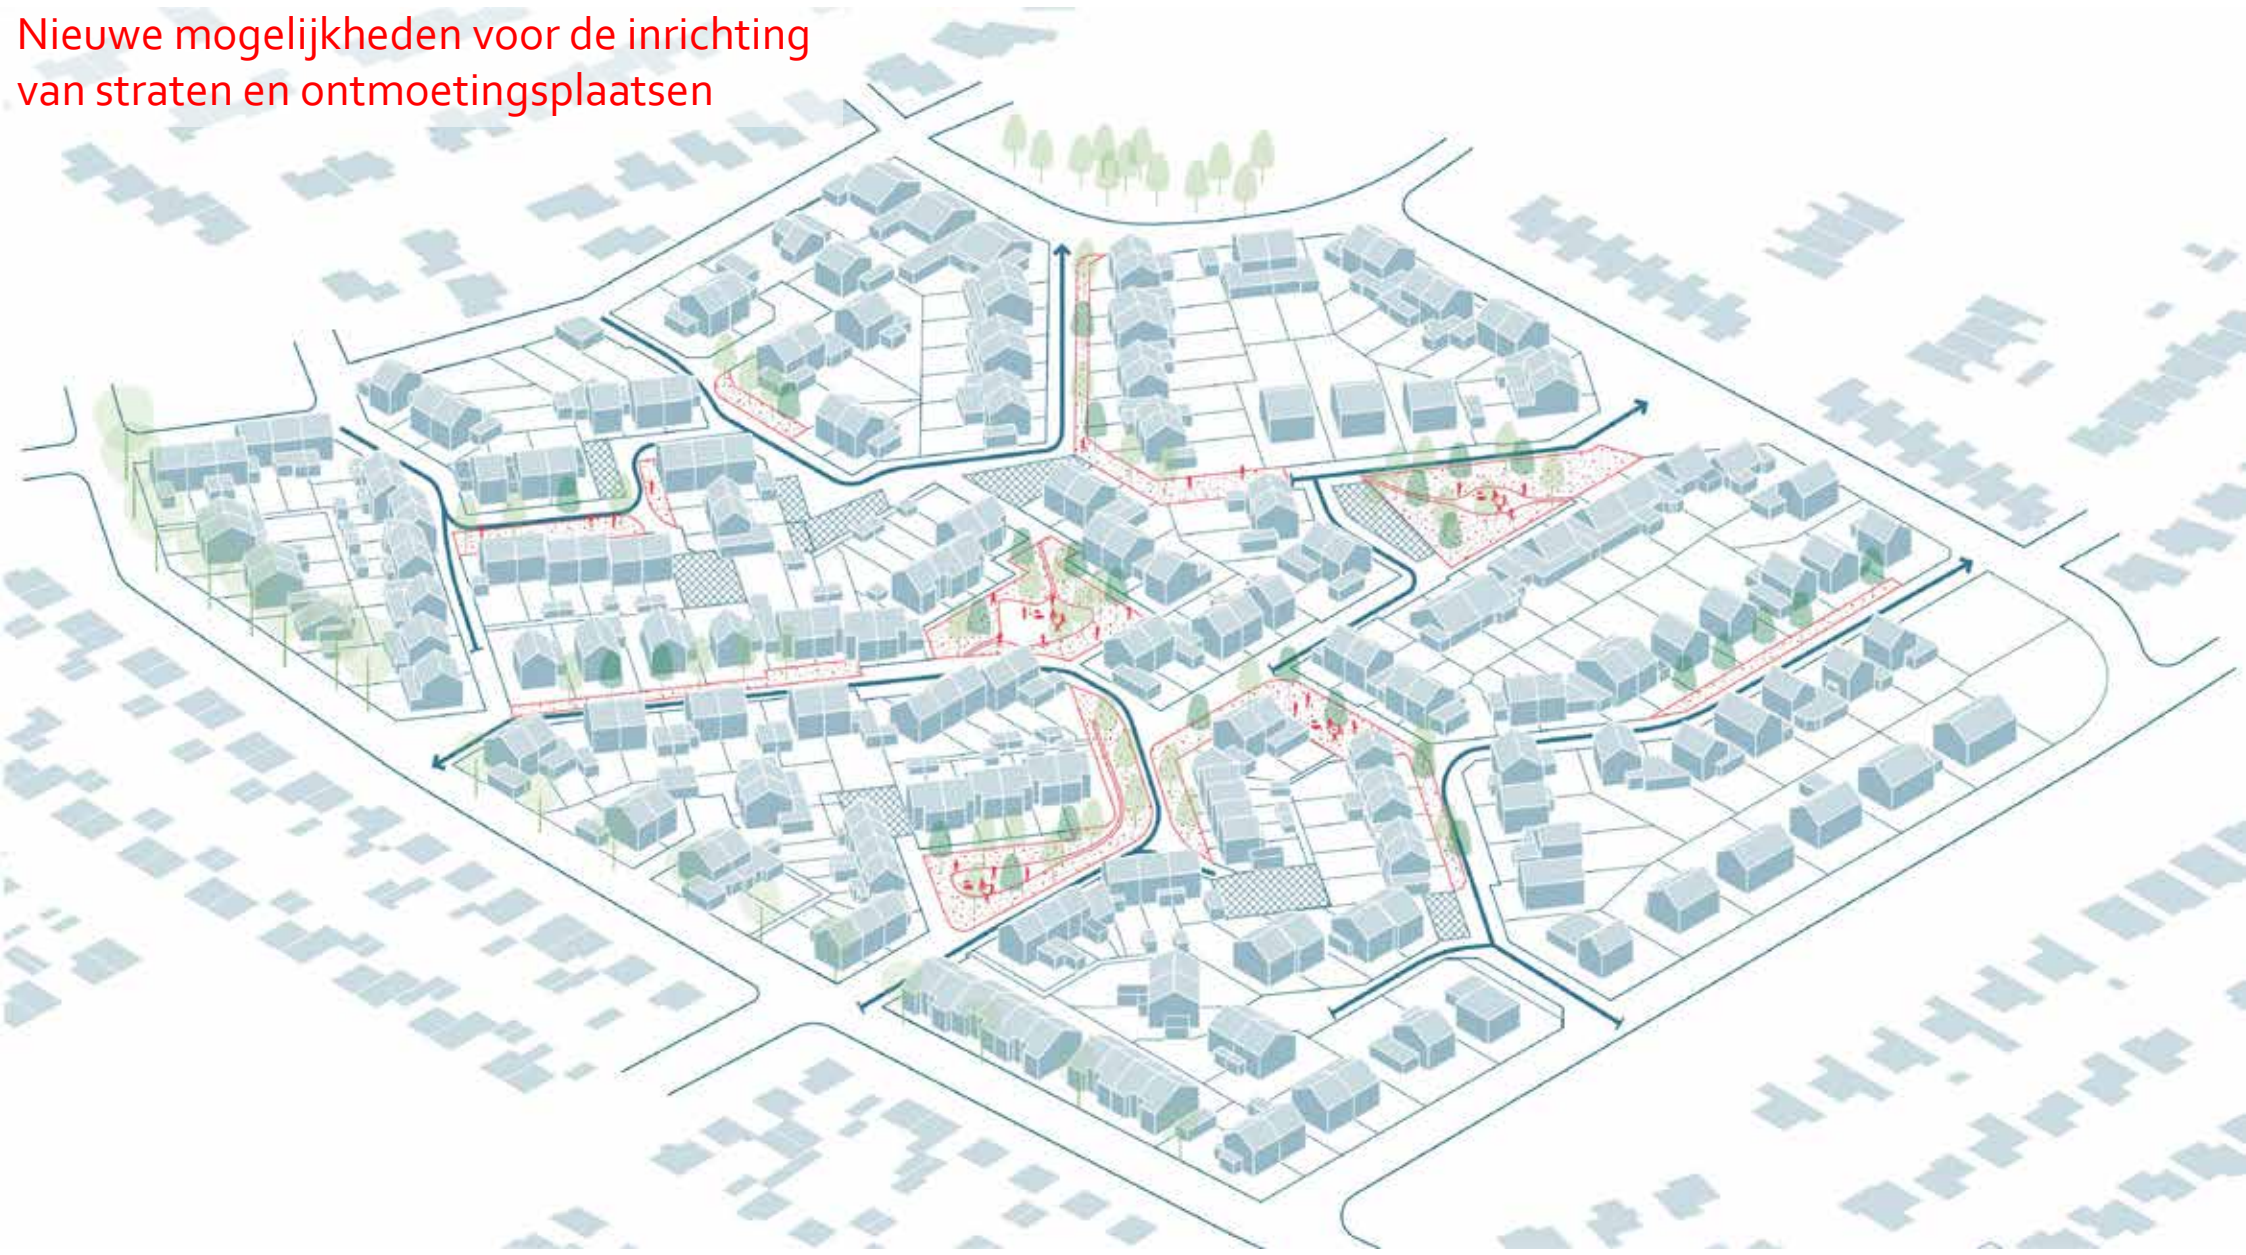 Nieuwe mogelijkheden voor de inrichting
van straten en ontmoetingsplaatsen